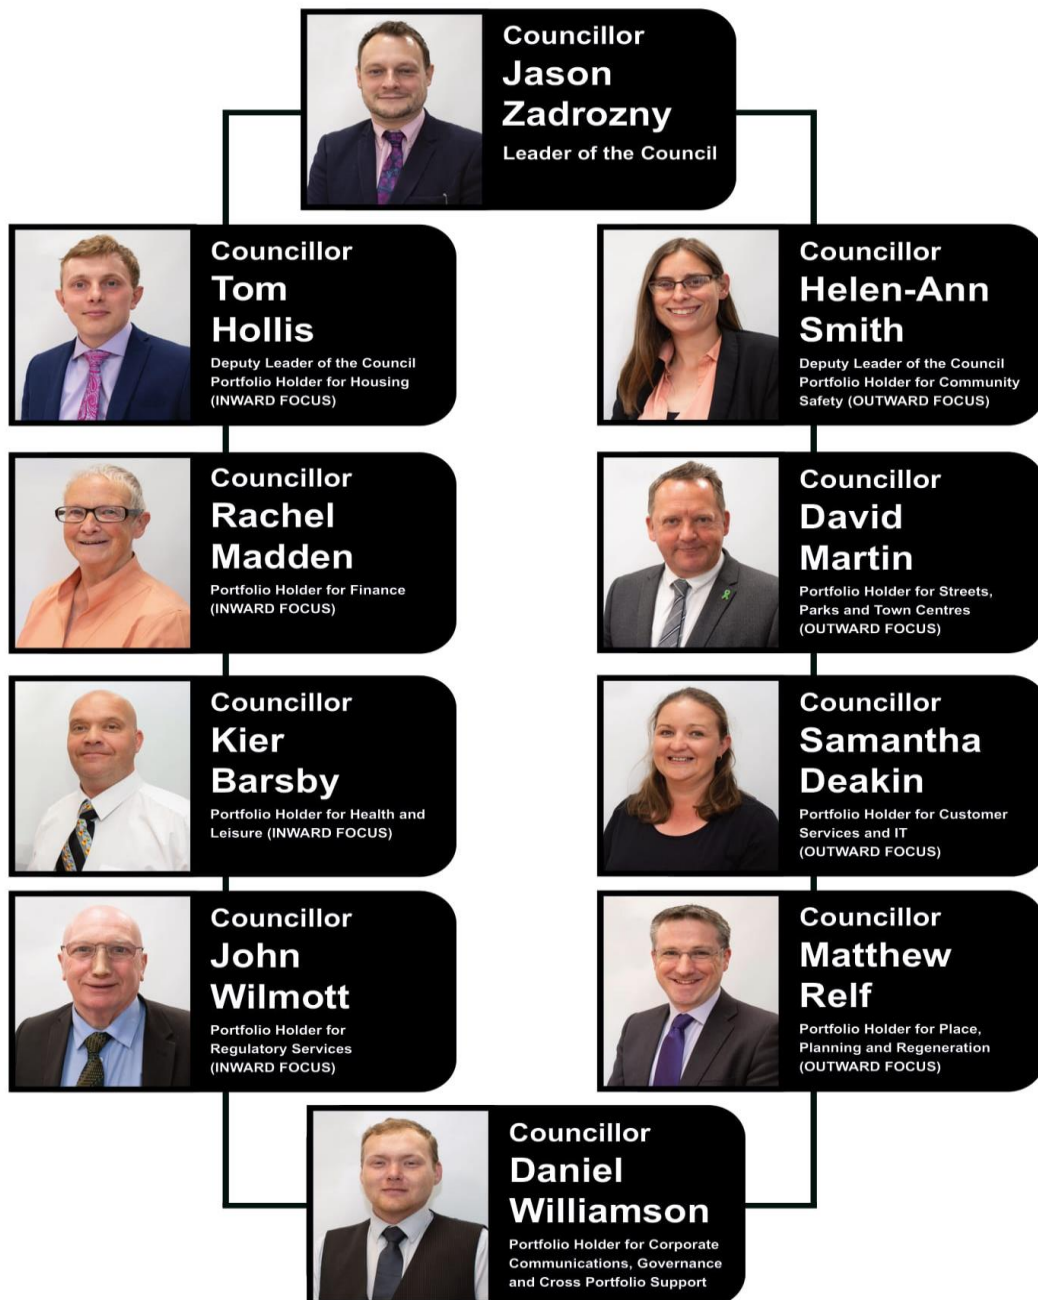 Councillor
Jason
Zadrozny
Leader of the Council
Councillor
Tom
Hollis
Deputy Leader of the Council
Portfolio Holder for Housing
(INWARD FOCUS)
Councillor
Helen-Ann
Smith
Deputy Leader of the Council
Portfolio Holder for Community
Safety (OUTWARD FOCUS)
Councillor
Rachel
Madden
Portfolio Holder for Finance
(INWARD FOCUS)
Councillor
David
Martin
Portfolio Holder for Streets,
Parks and Town Centres
(OUTWARD FOCUS)
Councillor
Kier
Barsby
Portfolio Holder for Health and
Leisure (INWARD FOCUS)
Councillor
Samantha
Deakin
Portfolio Holder for Customer
Services and IT
(OUTWARD FOCUS)
Councillor
John
Wilmott
Portfolio Holder for
Regulatory Services
(INWARD FOCUS)
Councillor
Matthew
Relf
Portfolio Holder for Place,
Planning and Regeneration
(OUTWARD FOCUS)
Councillor
Daniel
Williamson
Portfolio Holder for Corporate
Communications, Governance
and Cross Portfolio Support